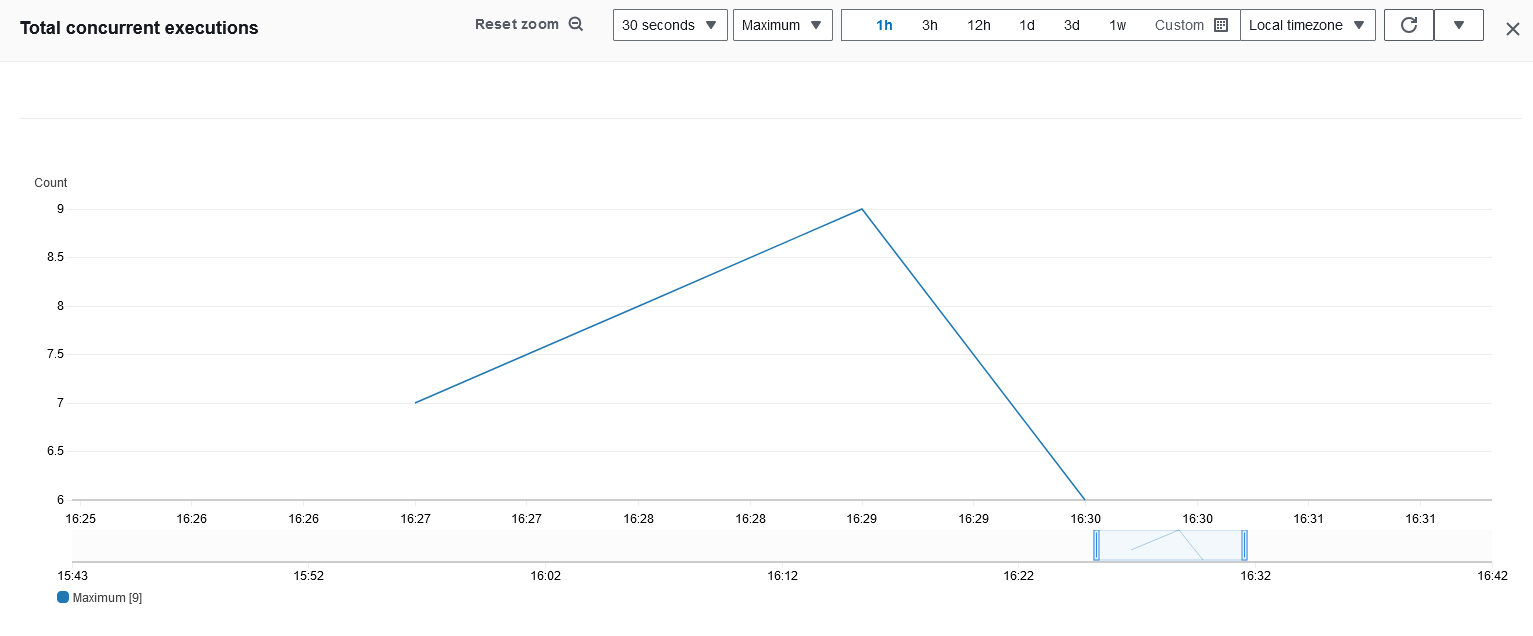 Total concurrent executions
Reset zoom
30 seconds
Maximum
1h 3h 12h 1d 3d 1w Custom
Local timezone
Count
9
8.5
8
7.5
7
6.5
6
16:25 16:26 16:26 16:27 16:27 16:28 16:28 16:29 16:29 16:30 16:30 16:31 16:31
15:43 15:52 16:02 16:12 16:22 16:32 16:42
Maximum [9]